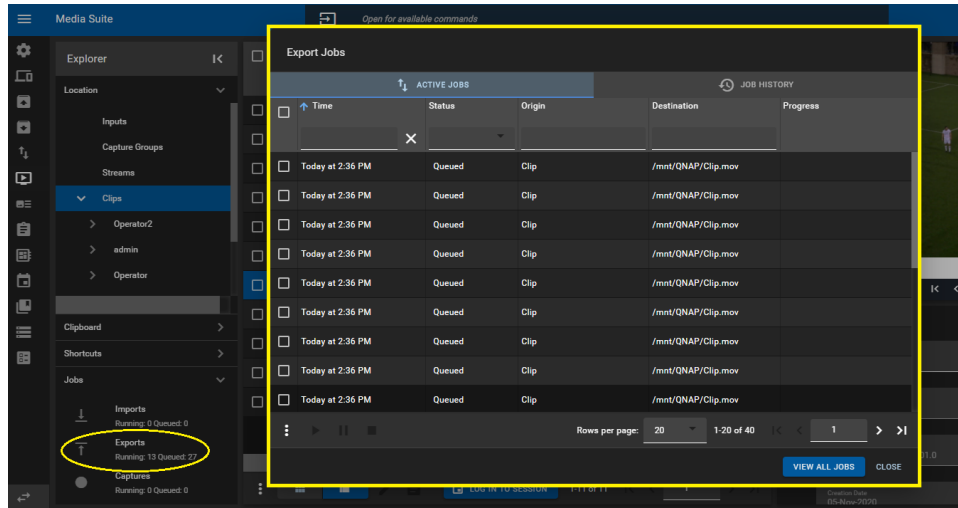 Media Suite
Open for available commands
Explorer
Location
Inputs
Capture Groups
Streams
Clips
Operator2
admin
Operator
Clipboard
Shortcuts
Jobs
Imports
Running: 0 Queued: 0
Exports
Running: 13 Queued: 27
Captures
Running: 0 Queued: 0
Export Jobs
ACTIVE JOBS JOB HISTORY
Time Status Origin Destination Progress
Today at 2:36 PM Queued Clip /mnt/QNAP/Clip.mov
Today at 2:36 PM Queued Clip /mnt/QNAP/Clip.mov
Today at 2:36 PM Queued Clip /mnt/QNAP/Clip.mov
Today at 2:36 PM Queued Clip /mnt/QNAP/Clip.mov
Today at 2:36 PM Queued Clip /mnt/QNAP/Clip.mov
Today at 2:36 PM Queued Clip /mnt/QNAP/Clip.mov
Today at 2:36 PM Queued Clip /mnt/QNAP/Clip.mov
Today at 2:36 PM Queued Clip /mnt/QNAP/Clip.mov
Today at 2:36 PM Queued Clip /mnt/QNAP/Clip.mov
Rows per page: 20 1-20 of 40 1
VIEW ALL JOBS CLOSE
LOG IN TO SESSION 1-11 of 11
Creation Date
05-Nov-2020